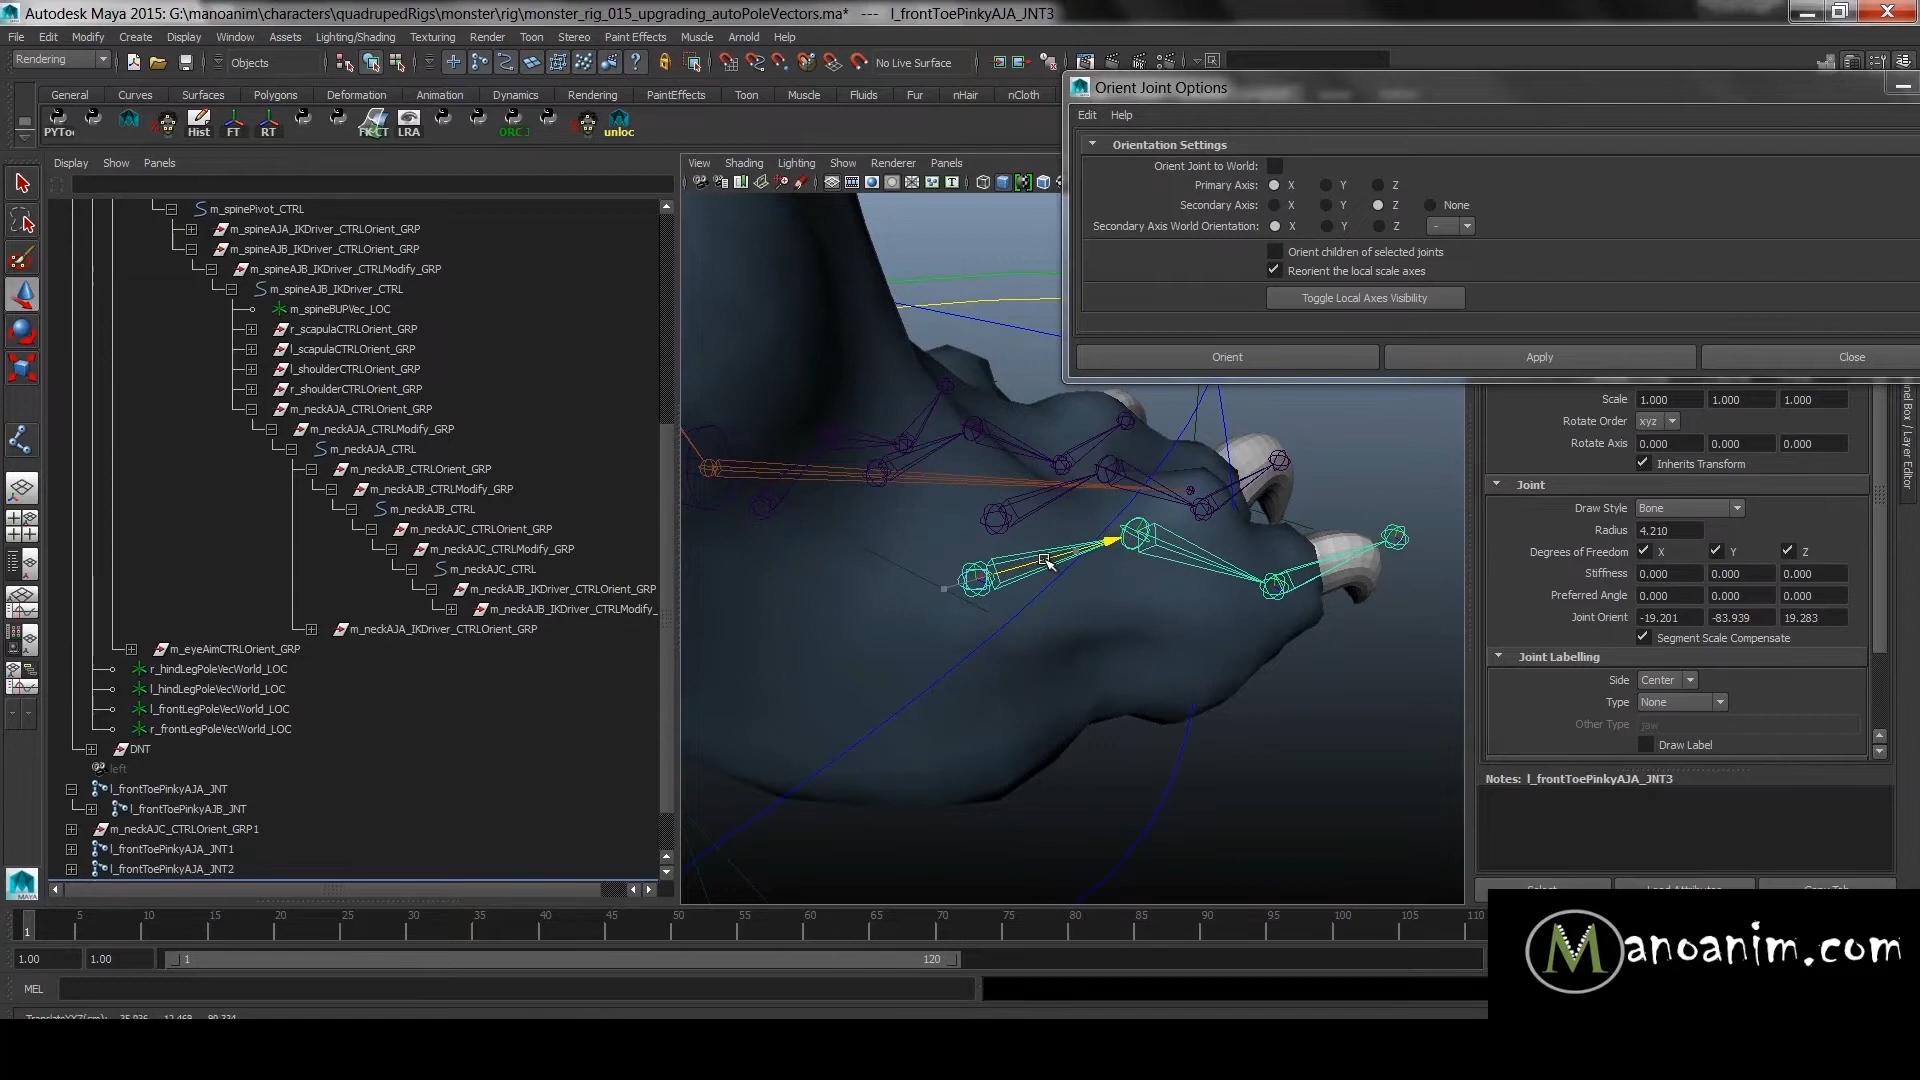 Autodesk Maya 2015: G:\manoanim\characters\quadrupedRigs\monster\rig\monster_rig_015_upgrading_autoPoleVectors.ma* --- l_frontToePinkyAJA_JNT3
File Edit Modify Create Display Window Assets Lighting/Shading Texturing Render Toon Stereo Paint Effects Muscle Arnold Help
Rendering Objects No Live Surface
General Curves Surfaces Polygons Deformation Animation Dynamics Rendering PaintEffects Toon Muscle Fluids Fur nHair nCloth
PYToc Hist FT RT FK CT LRA ORCJ unloc
Orient Joint Options
Edit Help
Orientation Settings
Orient Joint to World:
Primary Axis: X Y Z
Secondary Axis: X Y Z None
Secondary Axis World Orientation: X Y Z -
Orient children of selected joints
Reorient the local scale axes
Toggle Local Axes Visibility
Orient Apply Close
Display Show Panels
View Shading Lighting Show Renderer Panels
m_spinePivot_CTRL
m_spineAJA_IKDriver_CTRLOrient_GRP
m_spineAJB_IKDriver_CTRLOrient_GRP
m_spineAJB_IKDriver_CTRLModify_GRP
m_spineAJB_IKDriver_CTRL
m_spineBUPVec_LOC
r_scapulaCTRLOrient_GRP
l_scapulaCTRLOrient_GRP
l_shoulderCTRLOrient_GRP
r_shoulderCTRLOrient_GRP
m_neckAJA_CTRLOrient_GRP
m_neckAJA_CTRLModify_GRP
m_neckAJA_CTRL
m_neckAJB_CTRLOrient_GRP
m_neckAJB_CTRLModify_GRP
m_neckAJB_CTRL
m_neckAJC_CTRLOrient_GRP
m_neckAJC_CTRLModify_GRP
m_neckAJC_CTRL
m_neckAJB_IKDriver_CTRLOrient_GRP
m_neckAJB_IKDriver_CTRLModify_
m_neckAJA_IKDriver_CTRLOrient_GRP
m_eyeAimCTRLOrient_GRP
r_hindLegPoleVecWorld_LOC
l_hindLegPoleVecWorld_LOC
l_frontLegPoleVecWorld_LOC
r_frontLegPoleVecWorld_LOC
DNT
left
l_frontToePinkyAJA_JNT
l_frontToePinkyAJB_JNT
m_neckAJC_CTRLOrient_GRP1
l_frontToePinkyAJA_JNT1
l_frontToePinkyAJA_JNT2
Scale 1.000 1.000 1.000
Rotate Order xyz
Rotate Axis 0.000 0.000 0.000
Inherits Transform
Joint
Draw Style Bone
Radius 4.210
Degrees of Freedom X Y Z
Stiffness 0.000 0.000 0.000
Preferred Angle 0.000 0.000 0.000
Joint Orient -19.201 -83.939 19.283
Segment Scale Compensate
Joint Labelling
Side Center
Type None
Other Type jaw
Draw Label
Notes: l_frontToePinkyAJA_JNT3
Channel Box / Layer Editor
MAYA
5 10 15 20 25 30 35 40 45 50 55 60 65 70 75 80 85 90 95 100 105 110
1
1.00 1.00 1 120
MEL
Manoanim.com